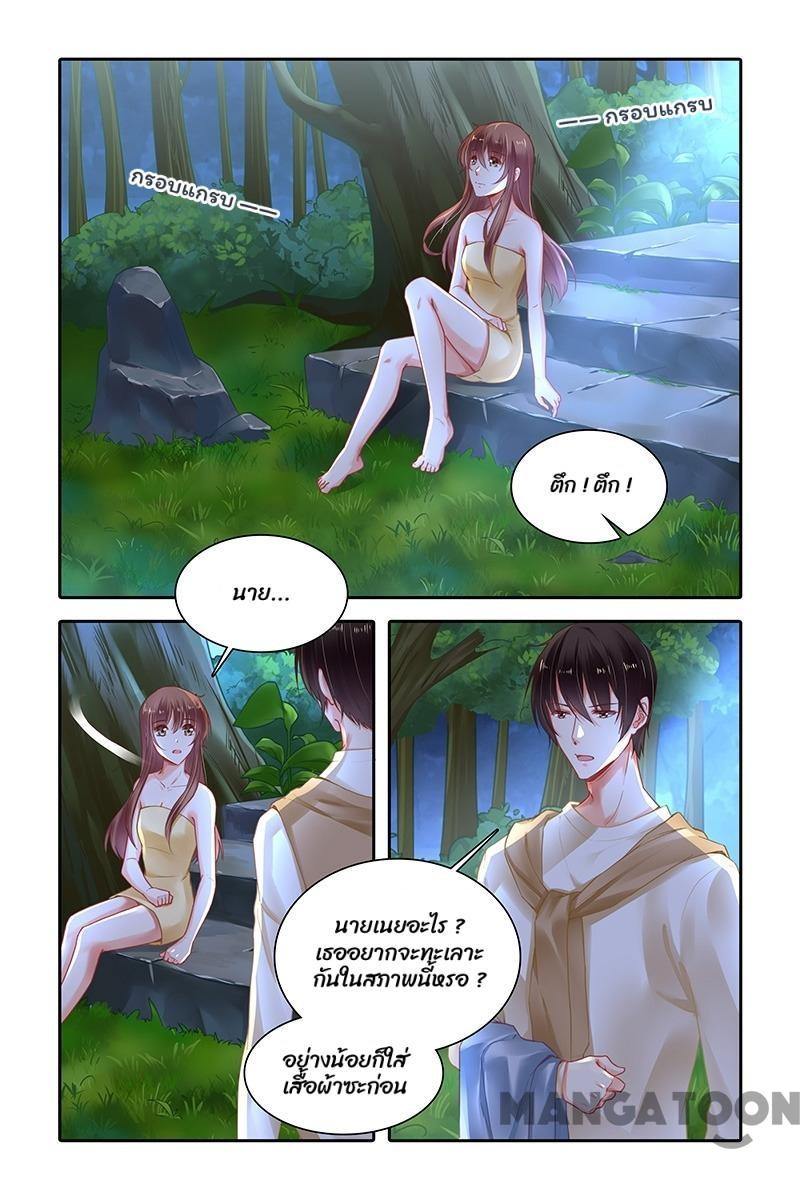 —— กรอบแกรบ
กรอบแกรบ ——
ตึก ! ตึก !
นาย...
นายเนยอะไร ?
เธออยากจะทะเลาะ
กันในสภาพนี้หรอ ?
อย่างน้อยก็ใส่
เสื้อผ้าซะก่อน
MANGATOON